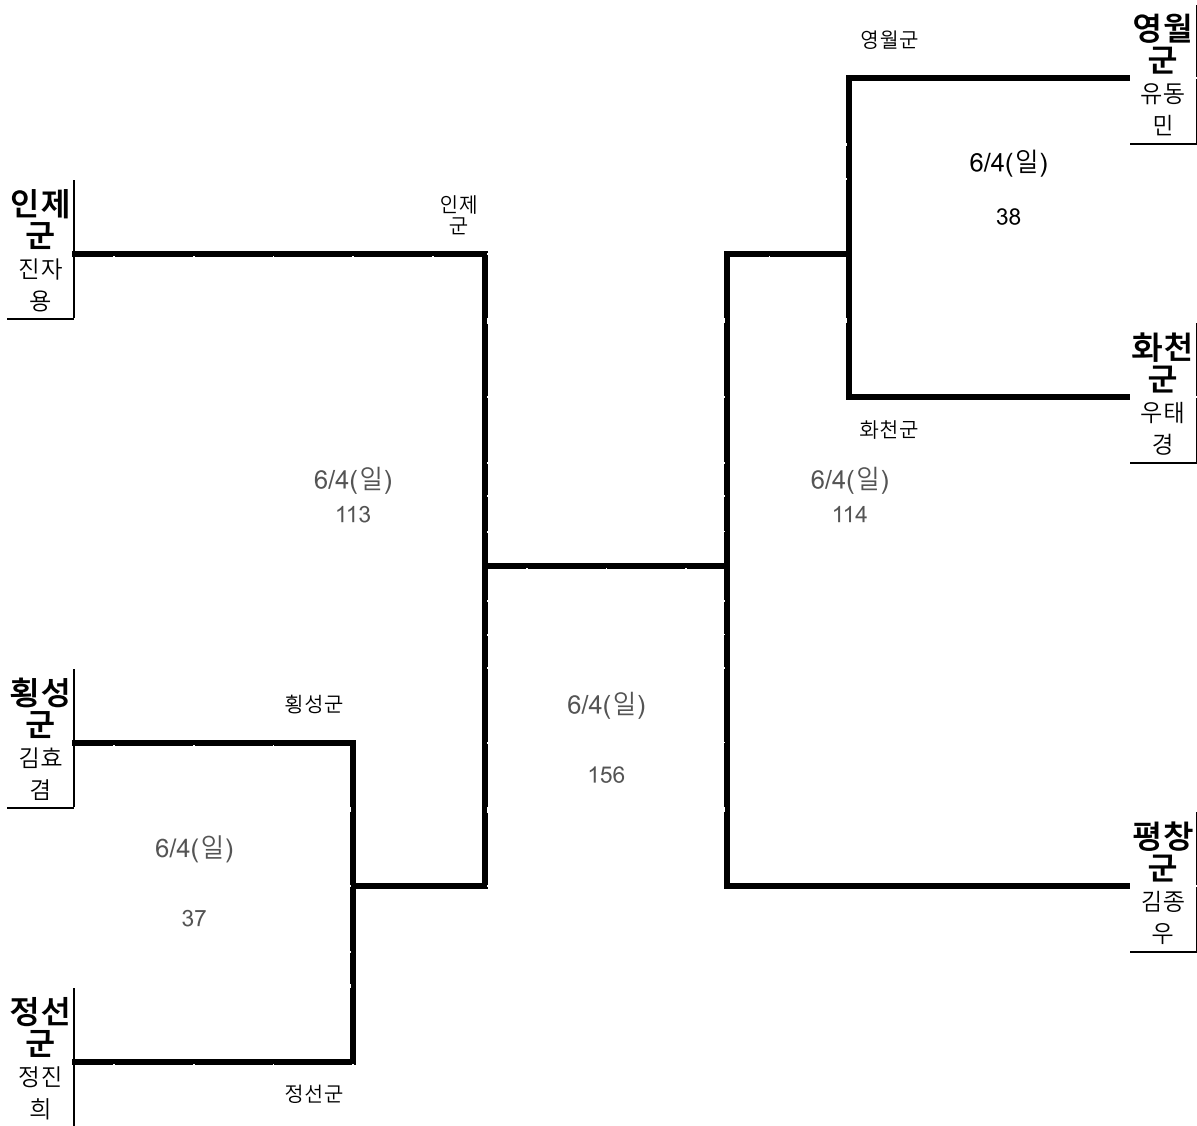 영월
군
유동
민
영월군
6/4(일)
38
인제
군
진자
용
인제
군
화천
군
우태
경
화천군
6/4(일)
113
6/4(일)
114
횡성
군
김효
겸
횡성군
6/4(일)
156
6/4(일)
37
평창
군
김종
우
정선
군
정진
희
정선군